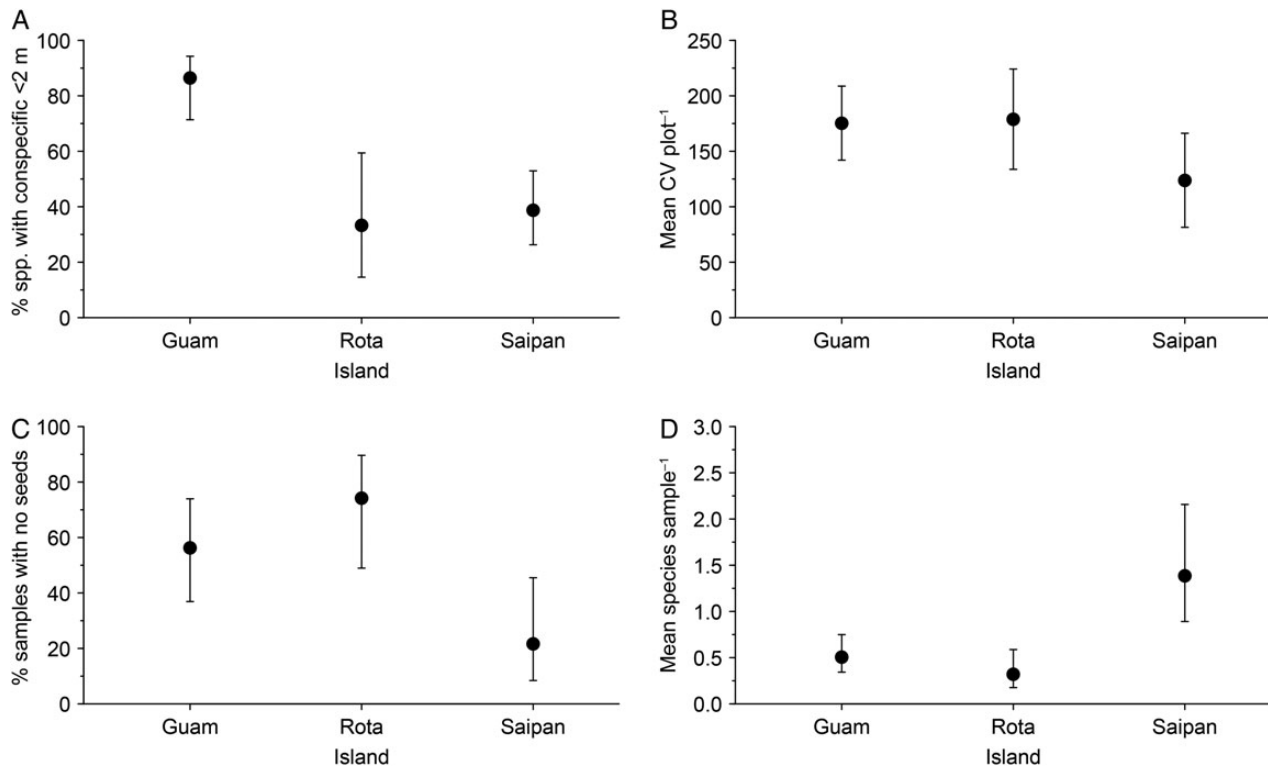 A
% spp. with conspecific <2 m
100
80
60
40
20
0
Guam Rota Saipan
Island
B
Mean CV plot⁻¹
250
200
150
100
50
0
Guam Rota Saipan
Island
C
% samples with no seeds
100
80
60
40
20
0
Guam Rota Saipan
Island
D
Mean species sample⁻¹
3.0
2.5
2.0
1.5
1.0
0.5
0.0
Guam Rota Saipan
Island